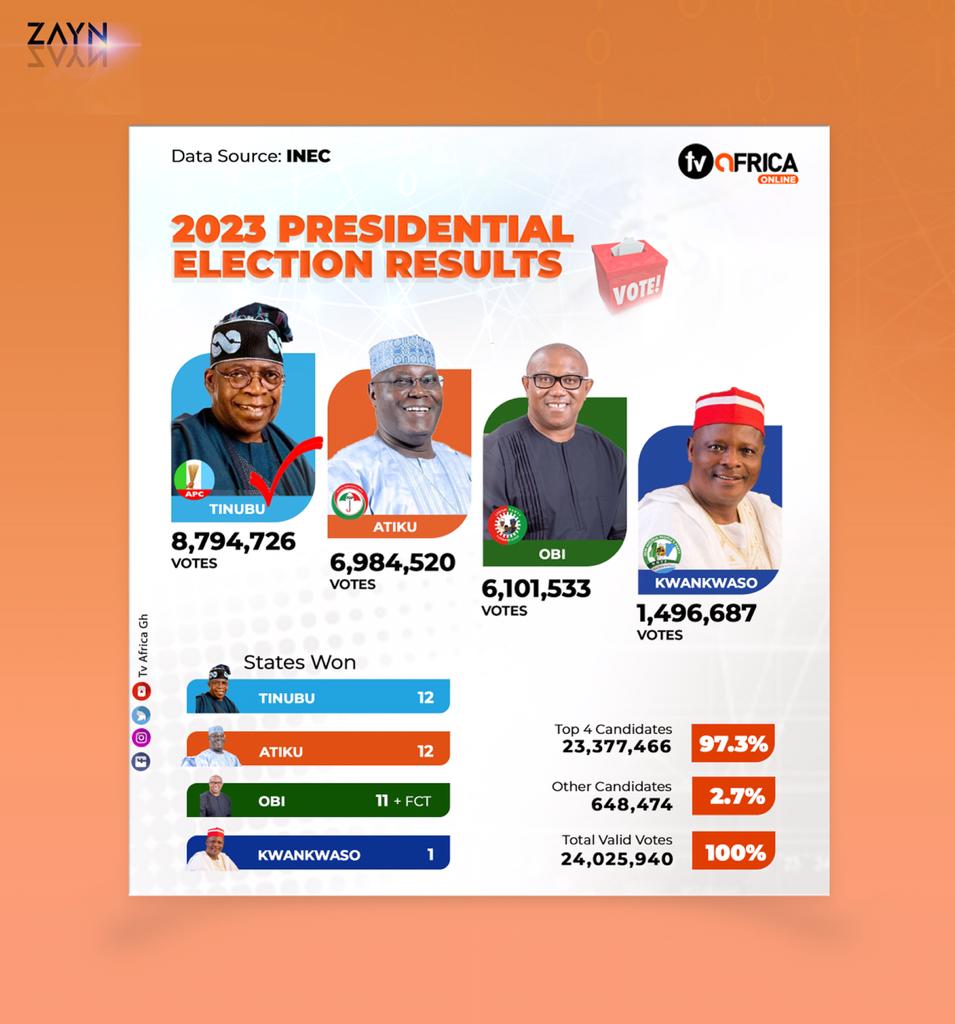 ZAYN
Data Source: INEC
tv AFRICA
ONLINE
2023 PRESIDENTIAL
ELECTION RESULTS
VOTE!
APC
TINUBU
8,794,726
VOTES
ATIKU
6,984,520
VOTES
OBI
6,101,533
VOTES
KWANKWASO
1,496,687
VOTES
Tv Africa Gh
States Won
TINUBU 12
ATIKU 12
OBI 11 + FCT
KWANKWASO 1
Top 4 Candidates
23,377,466 97.3%
Other Candidates
648,474 2.7%
Total Valid Votes
24,025,940 100%